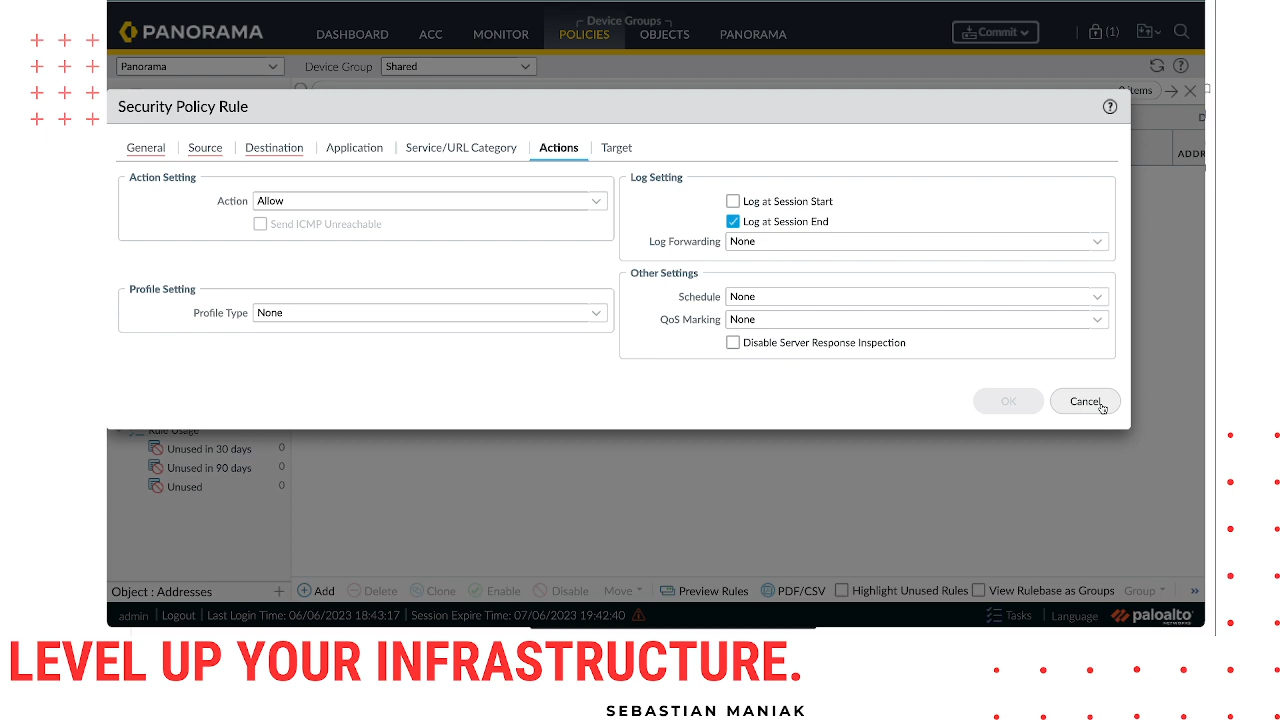 PANORAMA
DASHBOARD
ACC
MONITOR
Device Groups
POLICIES
OBJECTS
PANORAMA
Commit
(1)
Panorama
Device Group
Shared
Security Policy Rule
General
Source
Destination
Application
Service/URL Category
Actions
Target
ADDR
Action Setting
Action
Allow
Send ICMP Unreachable
Profile Setting
Profile Type
None
Log Setting
Log at Session Start
Log at Session End
Log Forwarding
None
Other Settings
Schedule
None
QoS Marking
None
Disable Server Response Inspection
OK
Cancel
Rule Usage
Unused in 30 days 0
Unused in 90 days 0
Unused 0
Object : Addresses +
Add
Delete
Clone
Enable
Disable
Move
Preview Rules
PDF/CSV
Highlight Unused Rules
View Rulebase as Groups
Group
»
admin | Logout | Last Login Time: 06/06/2023 18:43:17 | Session Expire Time: 07/06/2023 19:42:40
Tasks | Language
paloalto
NETWORKS
LEVEL UP YOUR INFRASTRUCTURE.
SEBASTIAN MANIAK